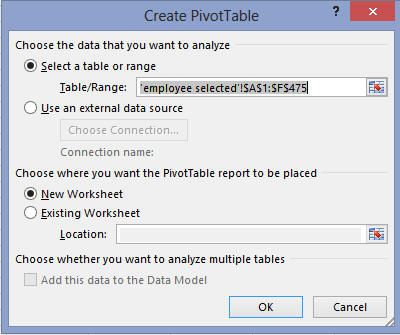 Create PivotTable
?
Choose the data that you want to analyze
Select a table or range
Table/Range: 'employee selected'!$A$1:$F$475
Use an external data source
Choose Connection...
Connection name:
Choose where you want the PivotTable report to be placed
New Worksheet
Existing Worksheet
Location:
Choose whether you want to analyze multiple tables
Add this data to the Data Model
OK Cancel